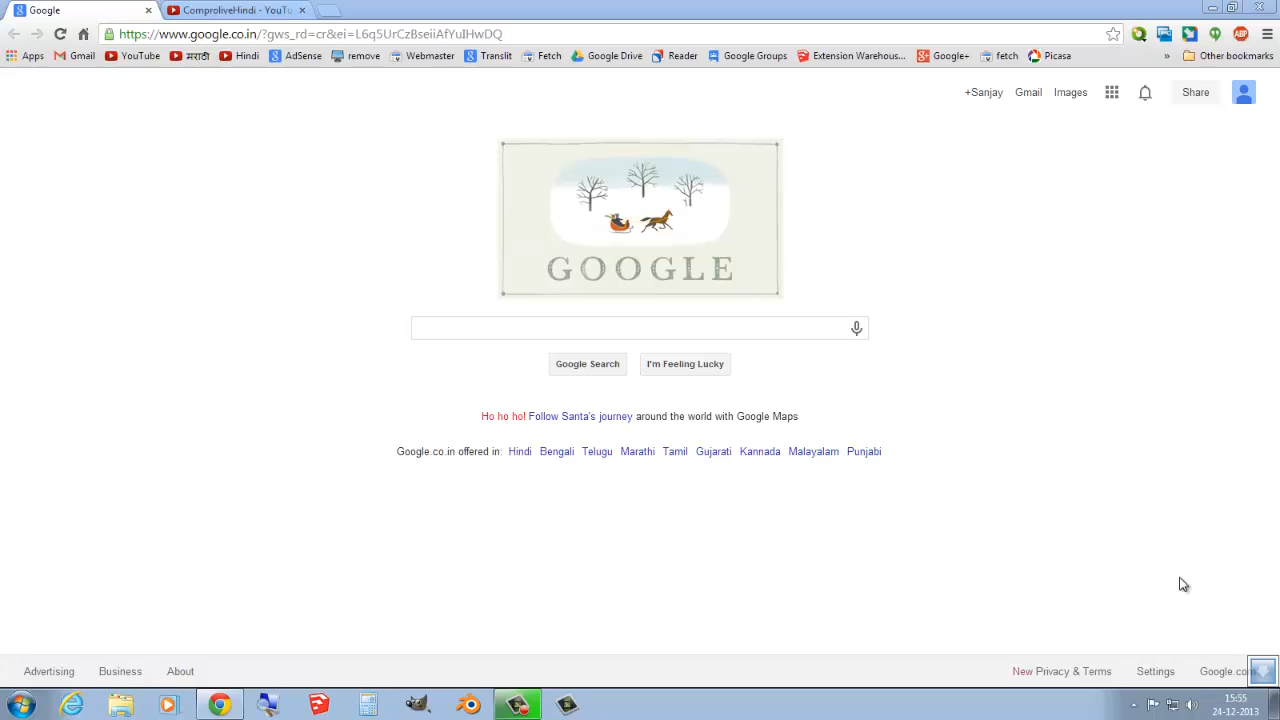 Google
ComproliveHindi - YouTu
https://www.google.co.in/?gws_rd=cr&ei=L6q5UrCzBseiiAfYuIHwDQ
Apps Gmail YouTube मराठी Hindi AdSense remove Webmaster Translit Google Drive Reader Google Groups Extension Warehous... Google+ fetch Fetch Picasa » Other bookmarks
+Sanjay Gmail Images Share
GOOGLE
Google Search I'm Feeling Lucky
Ho ho ho! Follow Santa's journey around the world with Google Maps
Google.co.in offered in: Hindi Bengali Telugu Marathi Tamil Gujarati Kannada Malayalam Punjabi
Advertising Business About New Privacy & Terms Settings Google.com
15:55
24-12-2013